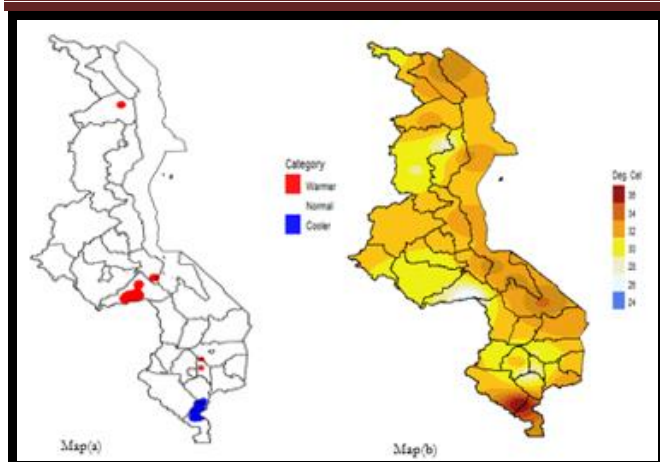 Category
Warmer
Normal
Cooler
Map(a)
Deg. Cel
36
34
32
30
28
26
24
Map(b)